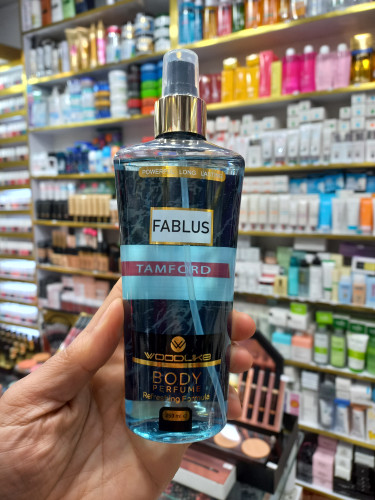 POWERFUL LONG LASTING
FABLUS
TAMFORD
WOODLIKE
BODY
PERFUME
Refreshing Formula